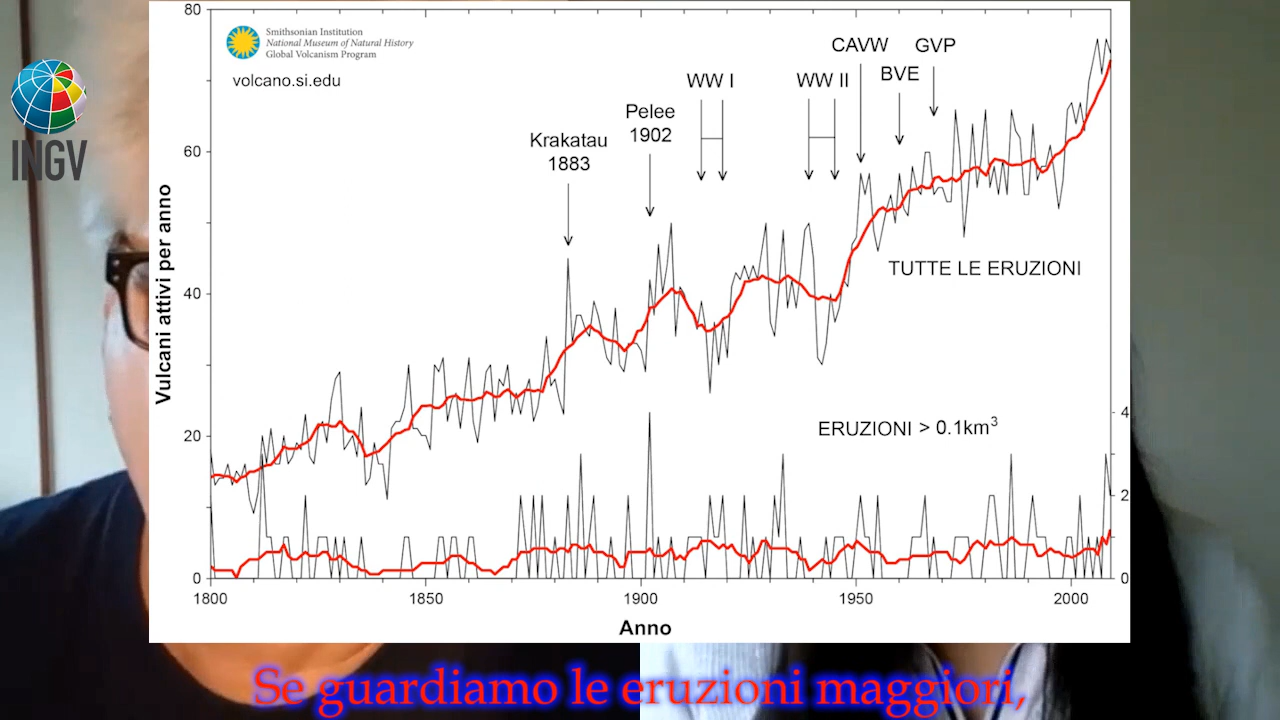 80
Smithsonian Institution
National Museum of Natural History
Global Volcanism Program
volcano.si.edu
INGV
CAVW
GVP
BVE
WW I
WW II
Pelee
1902
Krakatau
1883
60
Vulcani attivi per anno
40
TUTTE LE ERUZIONI
20
ERUZIONI > 0.1km³
4
2
0
0
1800
1850
1900
1950
2000
Anno
Se guardiamo le eruzioni maggiori,